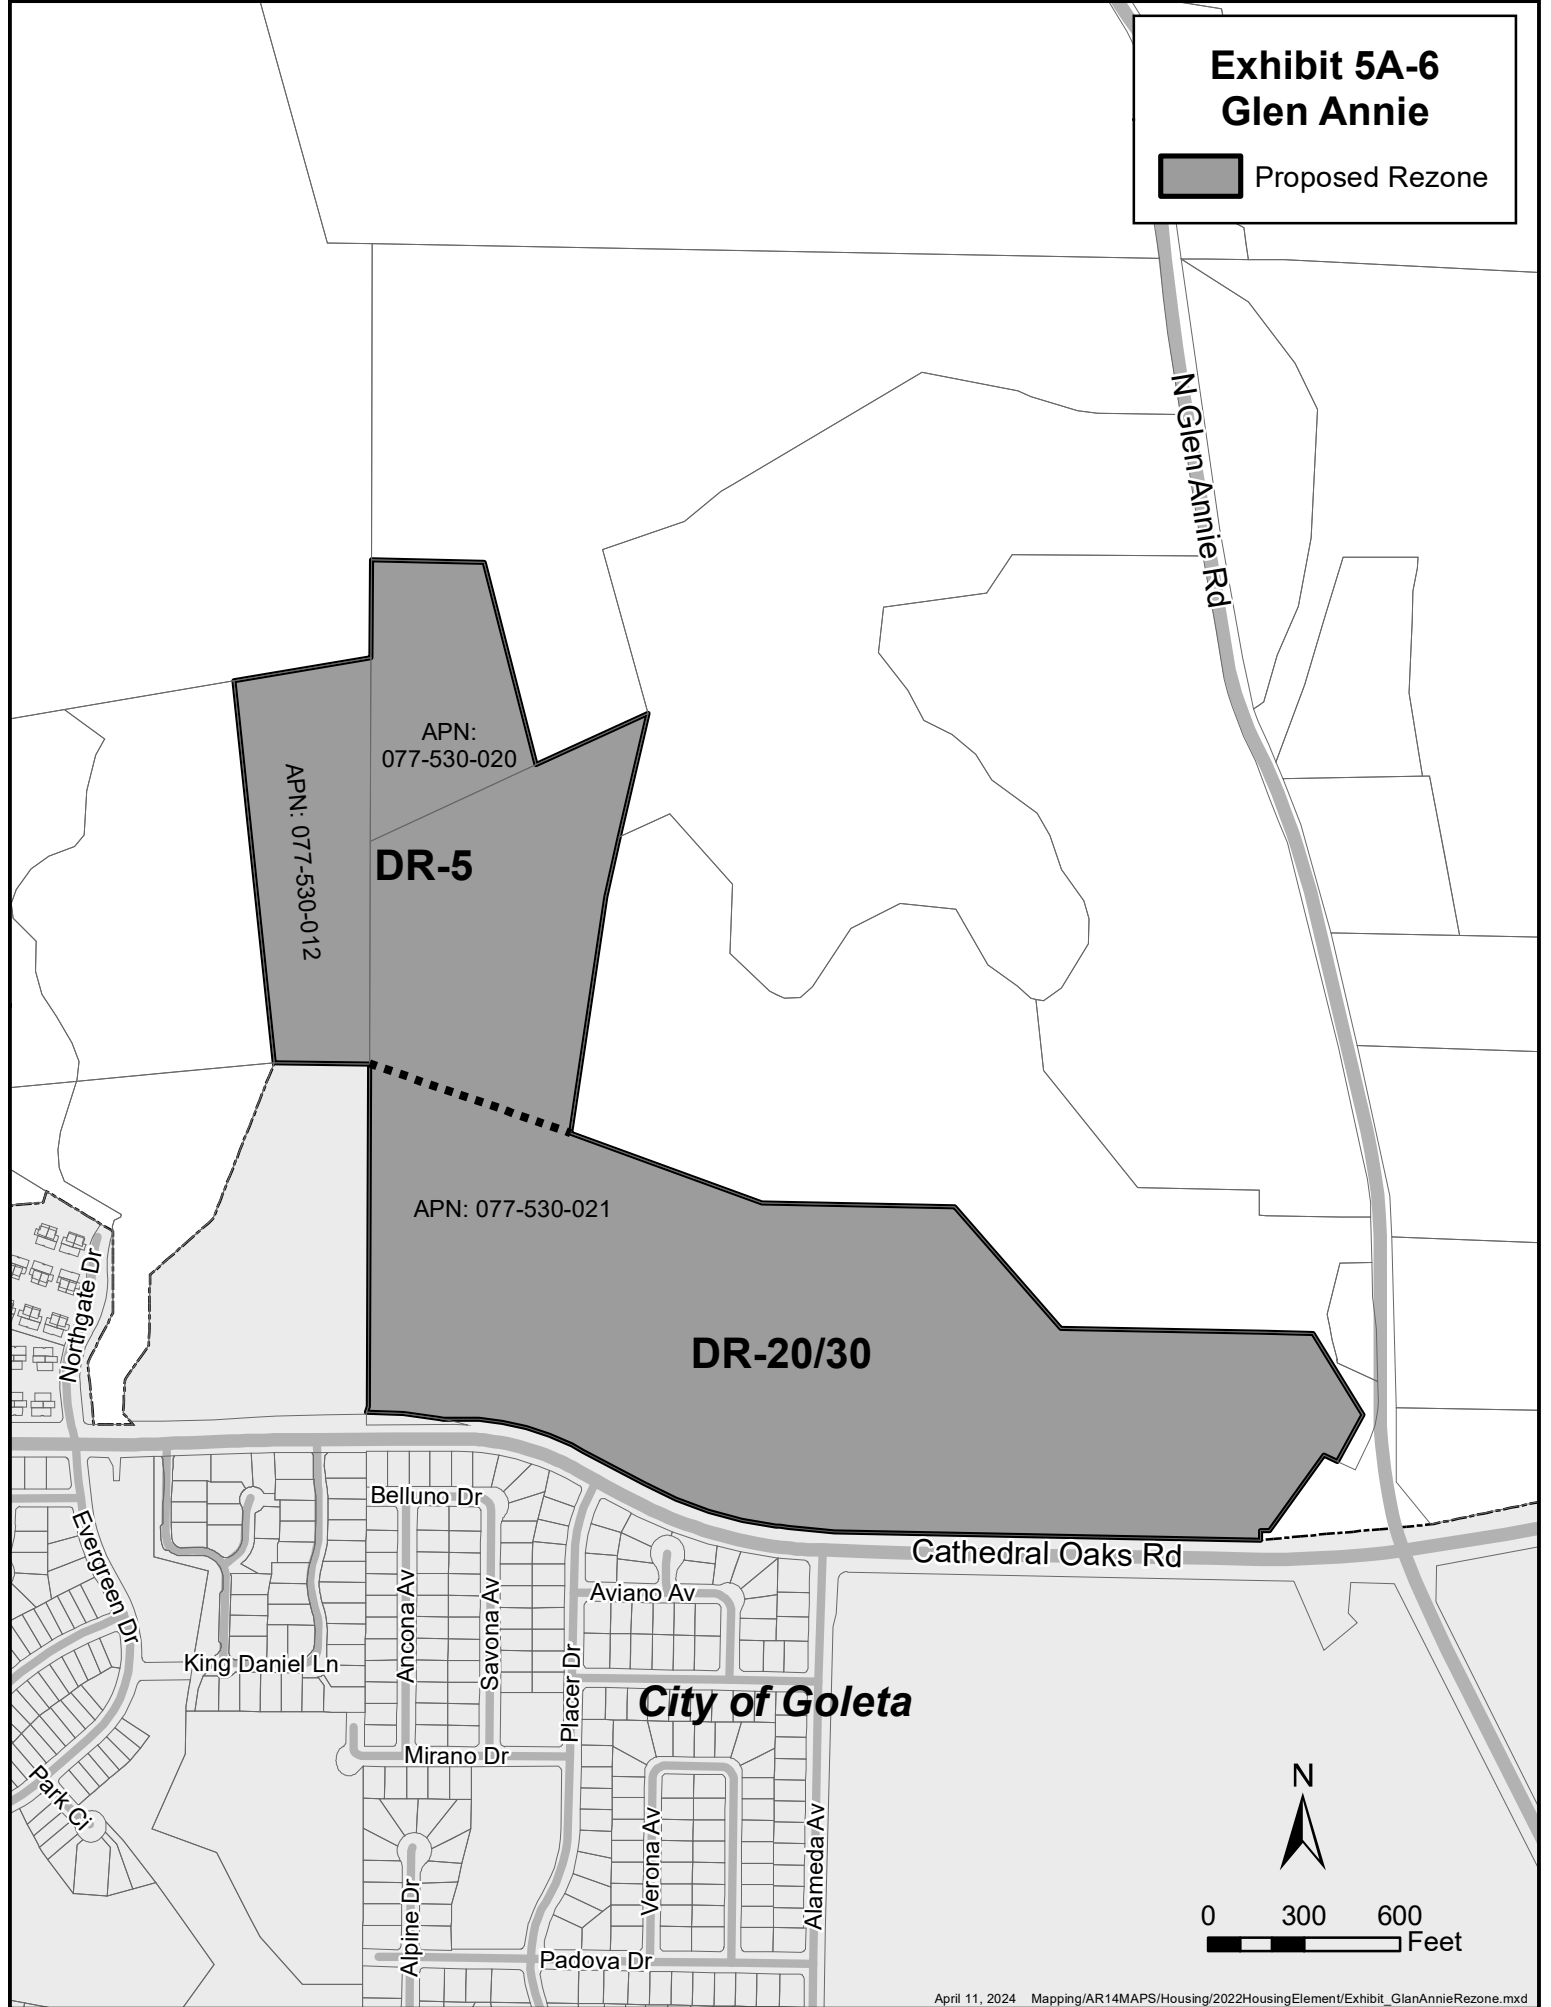 Exhibit 5A-6
Glen Annie
Proposed Rezone
N Glen Annie Rd
APN:
077-530-020
APN: 077-530-012
DR-5
APN: 077-530-021
DR-20/30
Northgate Dr
Cathedral Oaks Rd
Belluno Dr
Evergreen Dr
Ancona Av
Savona Av
Aviano Av
King Daniel Ln
Placer Dr
City of Goleta
Mirano Dr
Park Cl
Verona Av
Alameda Av
Alpine Dr
Padova Dr
N
0 300 600
Feet
April 11, 2024 Mapping/AR14MAPS/Housing/2022HousingElement/Exhibit_GlanAnnieRezone.mxd